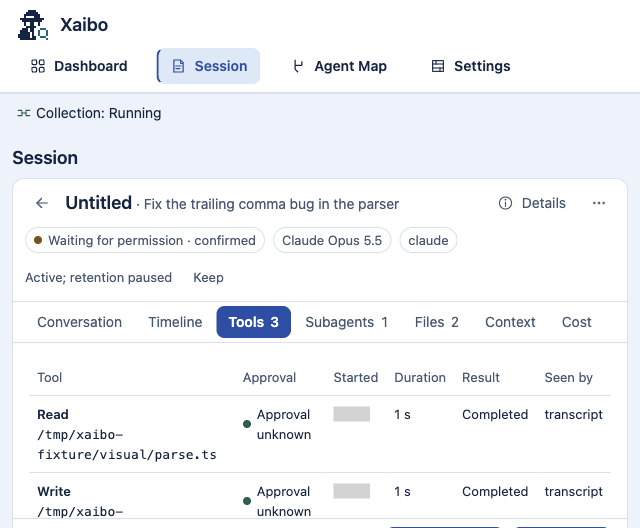 Xaibo
Dashboard Session Agent Map Settings
Collection: Running
Session
Untitled · Fix the trailing comma bug in the parser Details
Waiting for permission · confirmed Claude Opus 5.5 claude
Active; retention paused Keep
Conversation Timeline Tools 3 Subagents 1 Files 2 Context Cost
Tool Approval Started Duration Result Seen by
Read Approval 1 s Completed transcript
/tmp/xaibo– unknown
fixture/visual/parse.ts
Write Approval 1 s Completed transcript
/tmp/xaibo– unknown